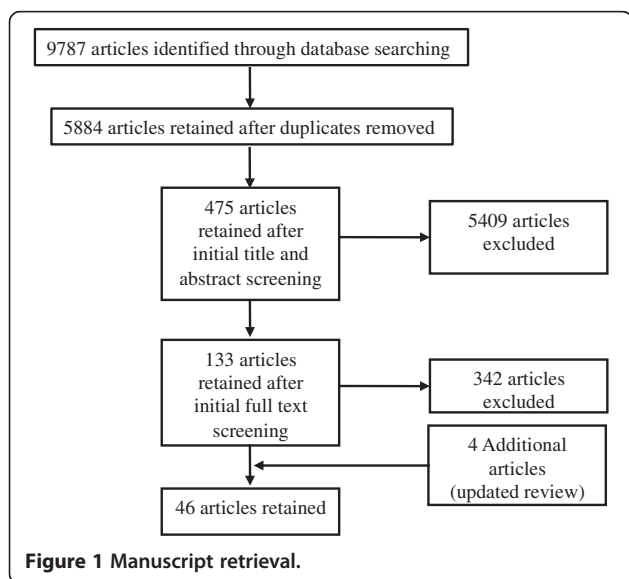 9787 articles identified through database searching
5884 articles retained after duplicates removed
475 articles
retained after
initial title and
abstract screening
5409 articles
excluded
133 articles
retained after
initial full text
screening
342 articles
excluded
4 Additional
articles
(updated review)
46 articles retained
Figure 1 Manuscript retrieval.